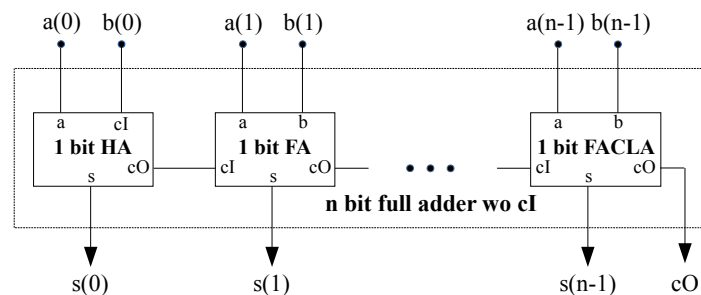 a(0) b(0) a(1) b(1) a(n-1) b(n-1)
a cI a b a b
1 bit HA 1 bit FA 1 bit FACLA
cO cI cO cI cO
s s s
n bit full adder wo cI
s(0) s(1) s(n-1) cO